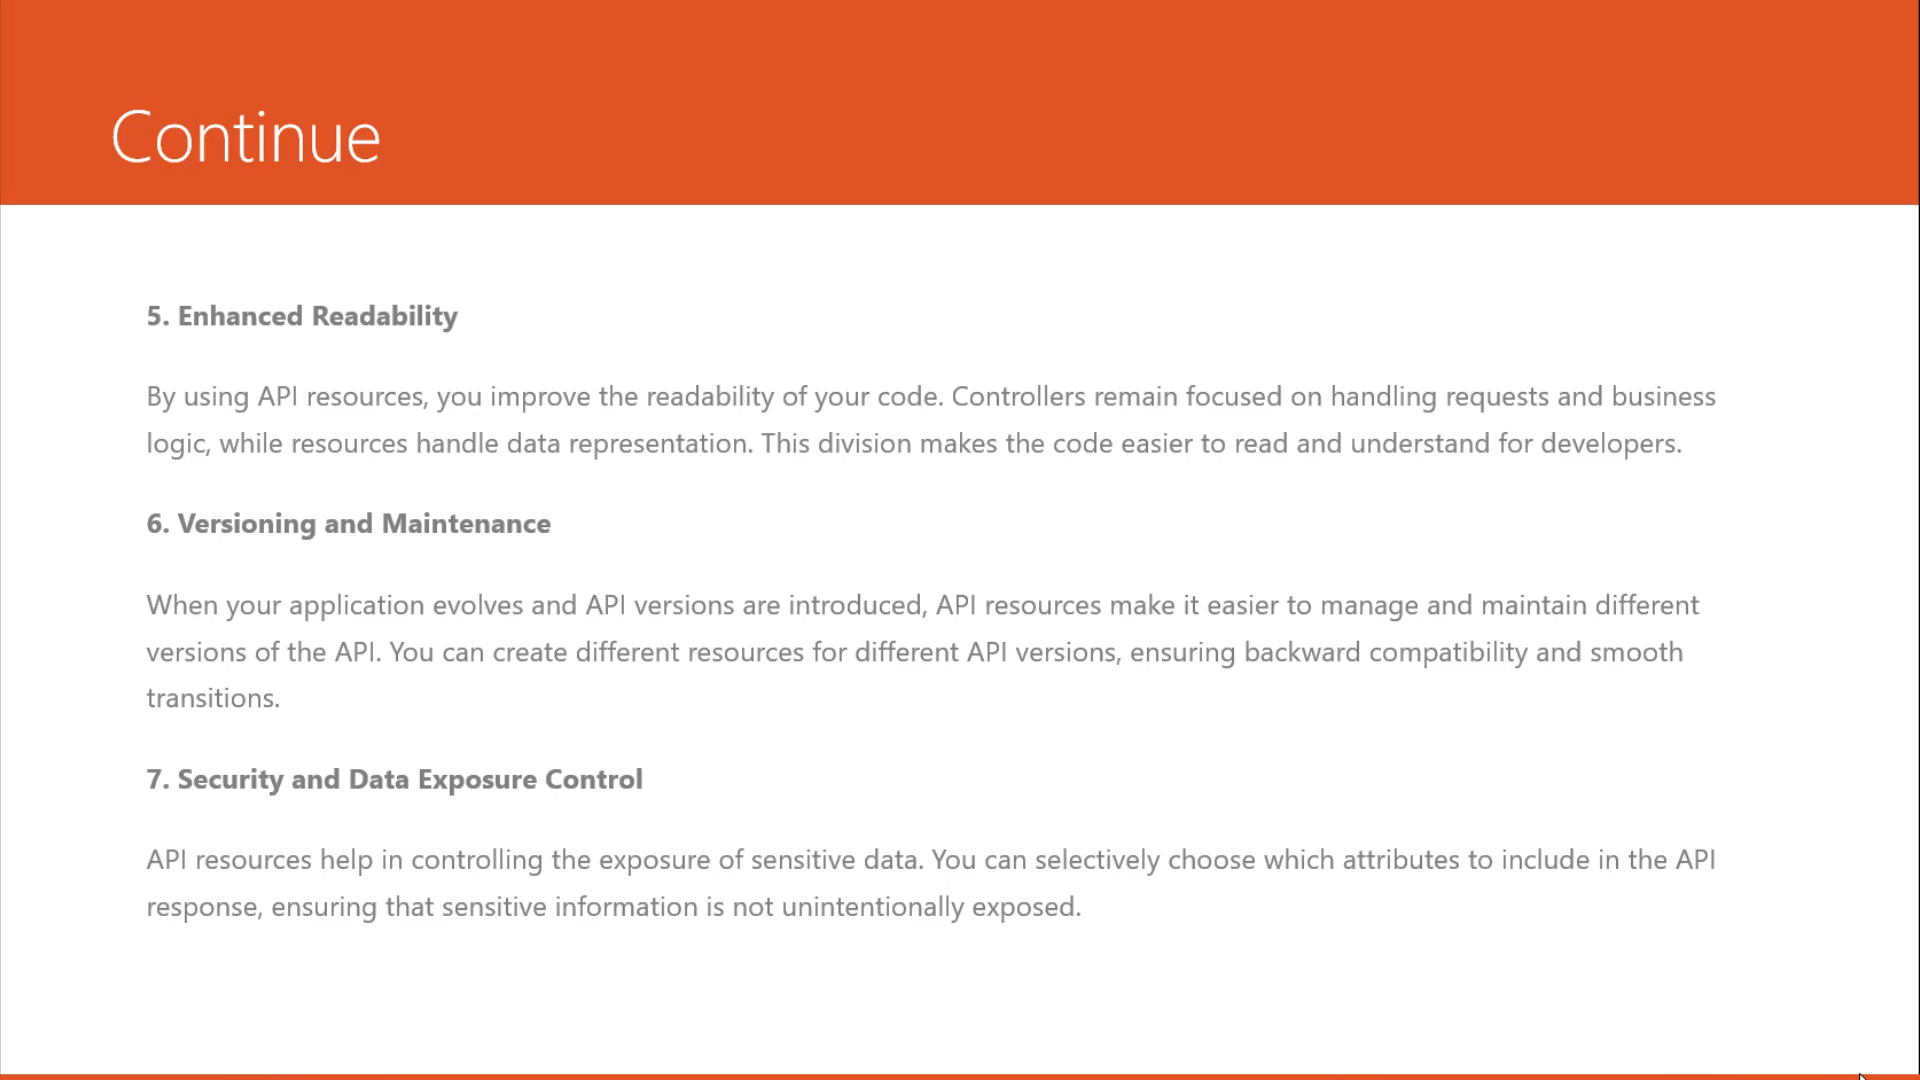 Continue
5. Enhanced Readability
By using API resources, you improve the readability of your code. Controllers remain focused on handling requests and business
logic, while resources handle data representation. This division makes the code easier to read and understand for developers.
6. Versioning and Maintenance
When your application evolves and API versions are introduced, API resources make it easier to manage and maintain different
versions of the API. You can create different resources for different API versions, ensuring backward compatibility and smooth
transitions.
7. Security and Data Exposure Control
API resources help in controlling the exposure of sensitive data. You can selectively choose which attributes to include in the API
response, ensuring that sensitive information is not unintentionally exposed.